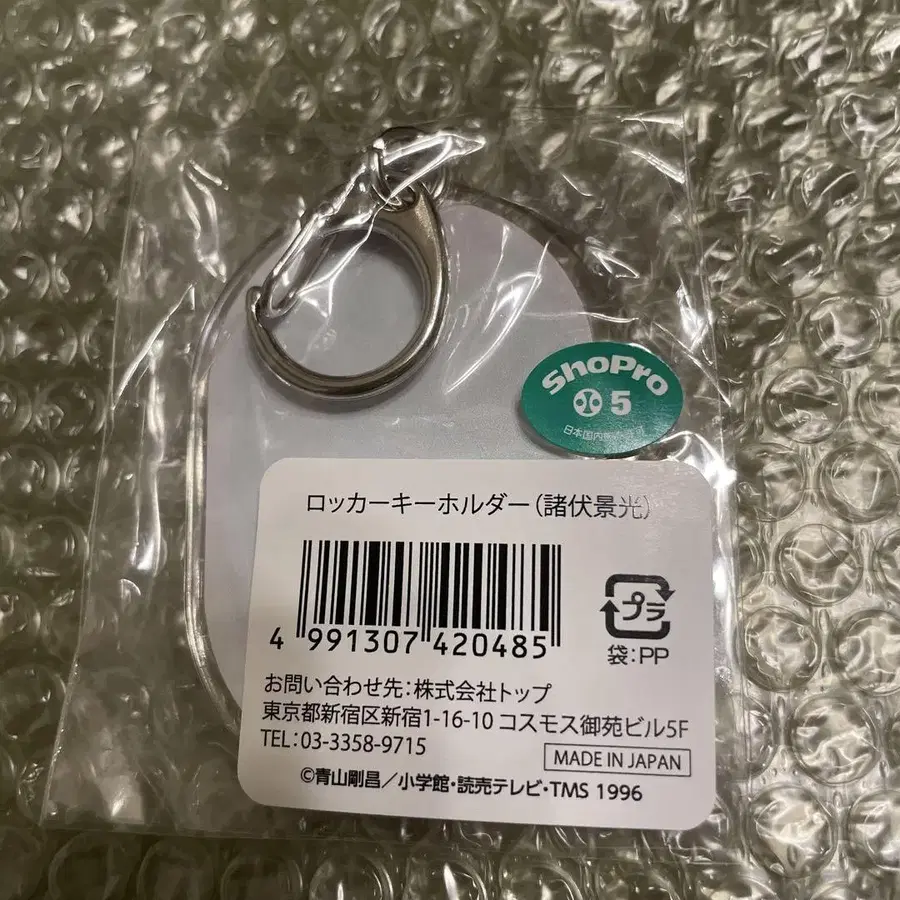 ShoPro
5
日本国内
ロッカーキーホルダー(諸伏景光)
4 991307 420485
プラ
袋:PP
お問い合わせ先:株式会社トップ
東京都新宿区新宿1-16-10 コスモス御苑ビル5F
TEL:03-3358-9715
MADE IN JAPAN
©青山剛昌/小学館・読売テレビ・TMS 1996